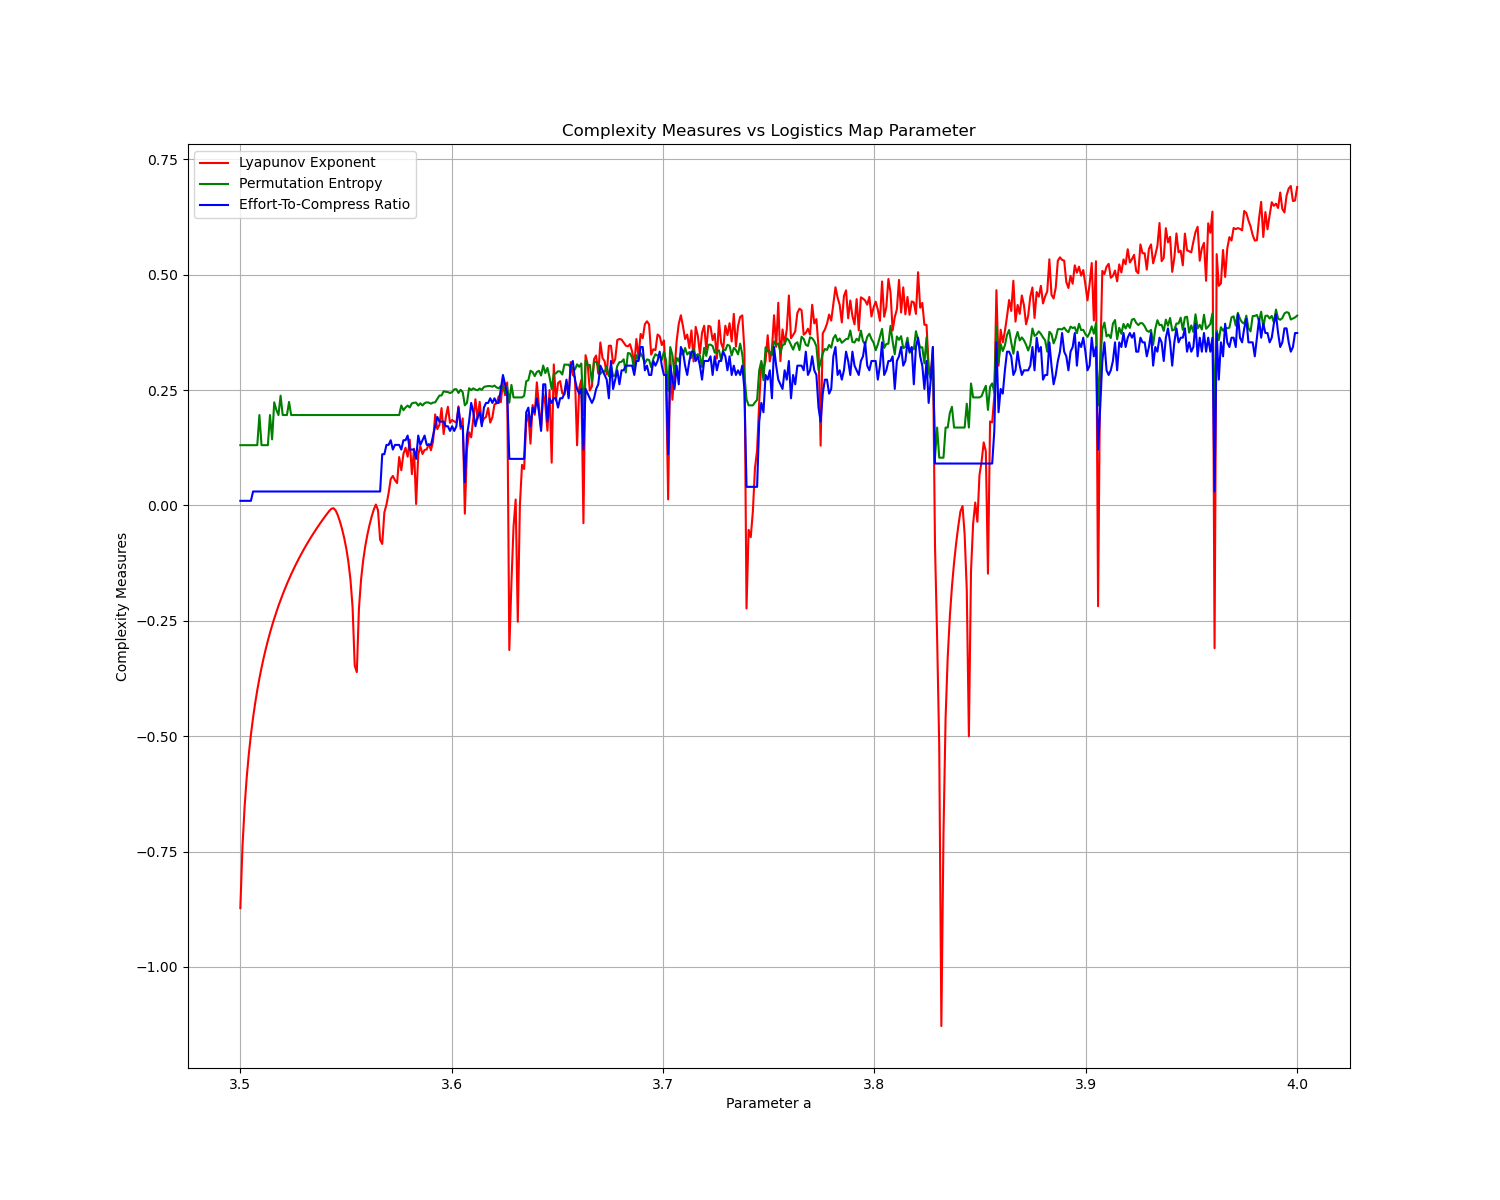 Complexity Measures vs Logistics Map Parameter
Lyapunov Exponent
Permutation Entropy
Effort-To-Compress Ratio
0.75
0.50
0.25
0.00
−0.25
−0.50
−0.75
−1.00
Complexity Measures
3.5 3.6 3.7 3.8 3.9 4.0
Parameter a